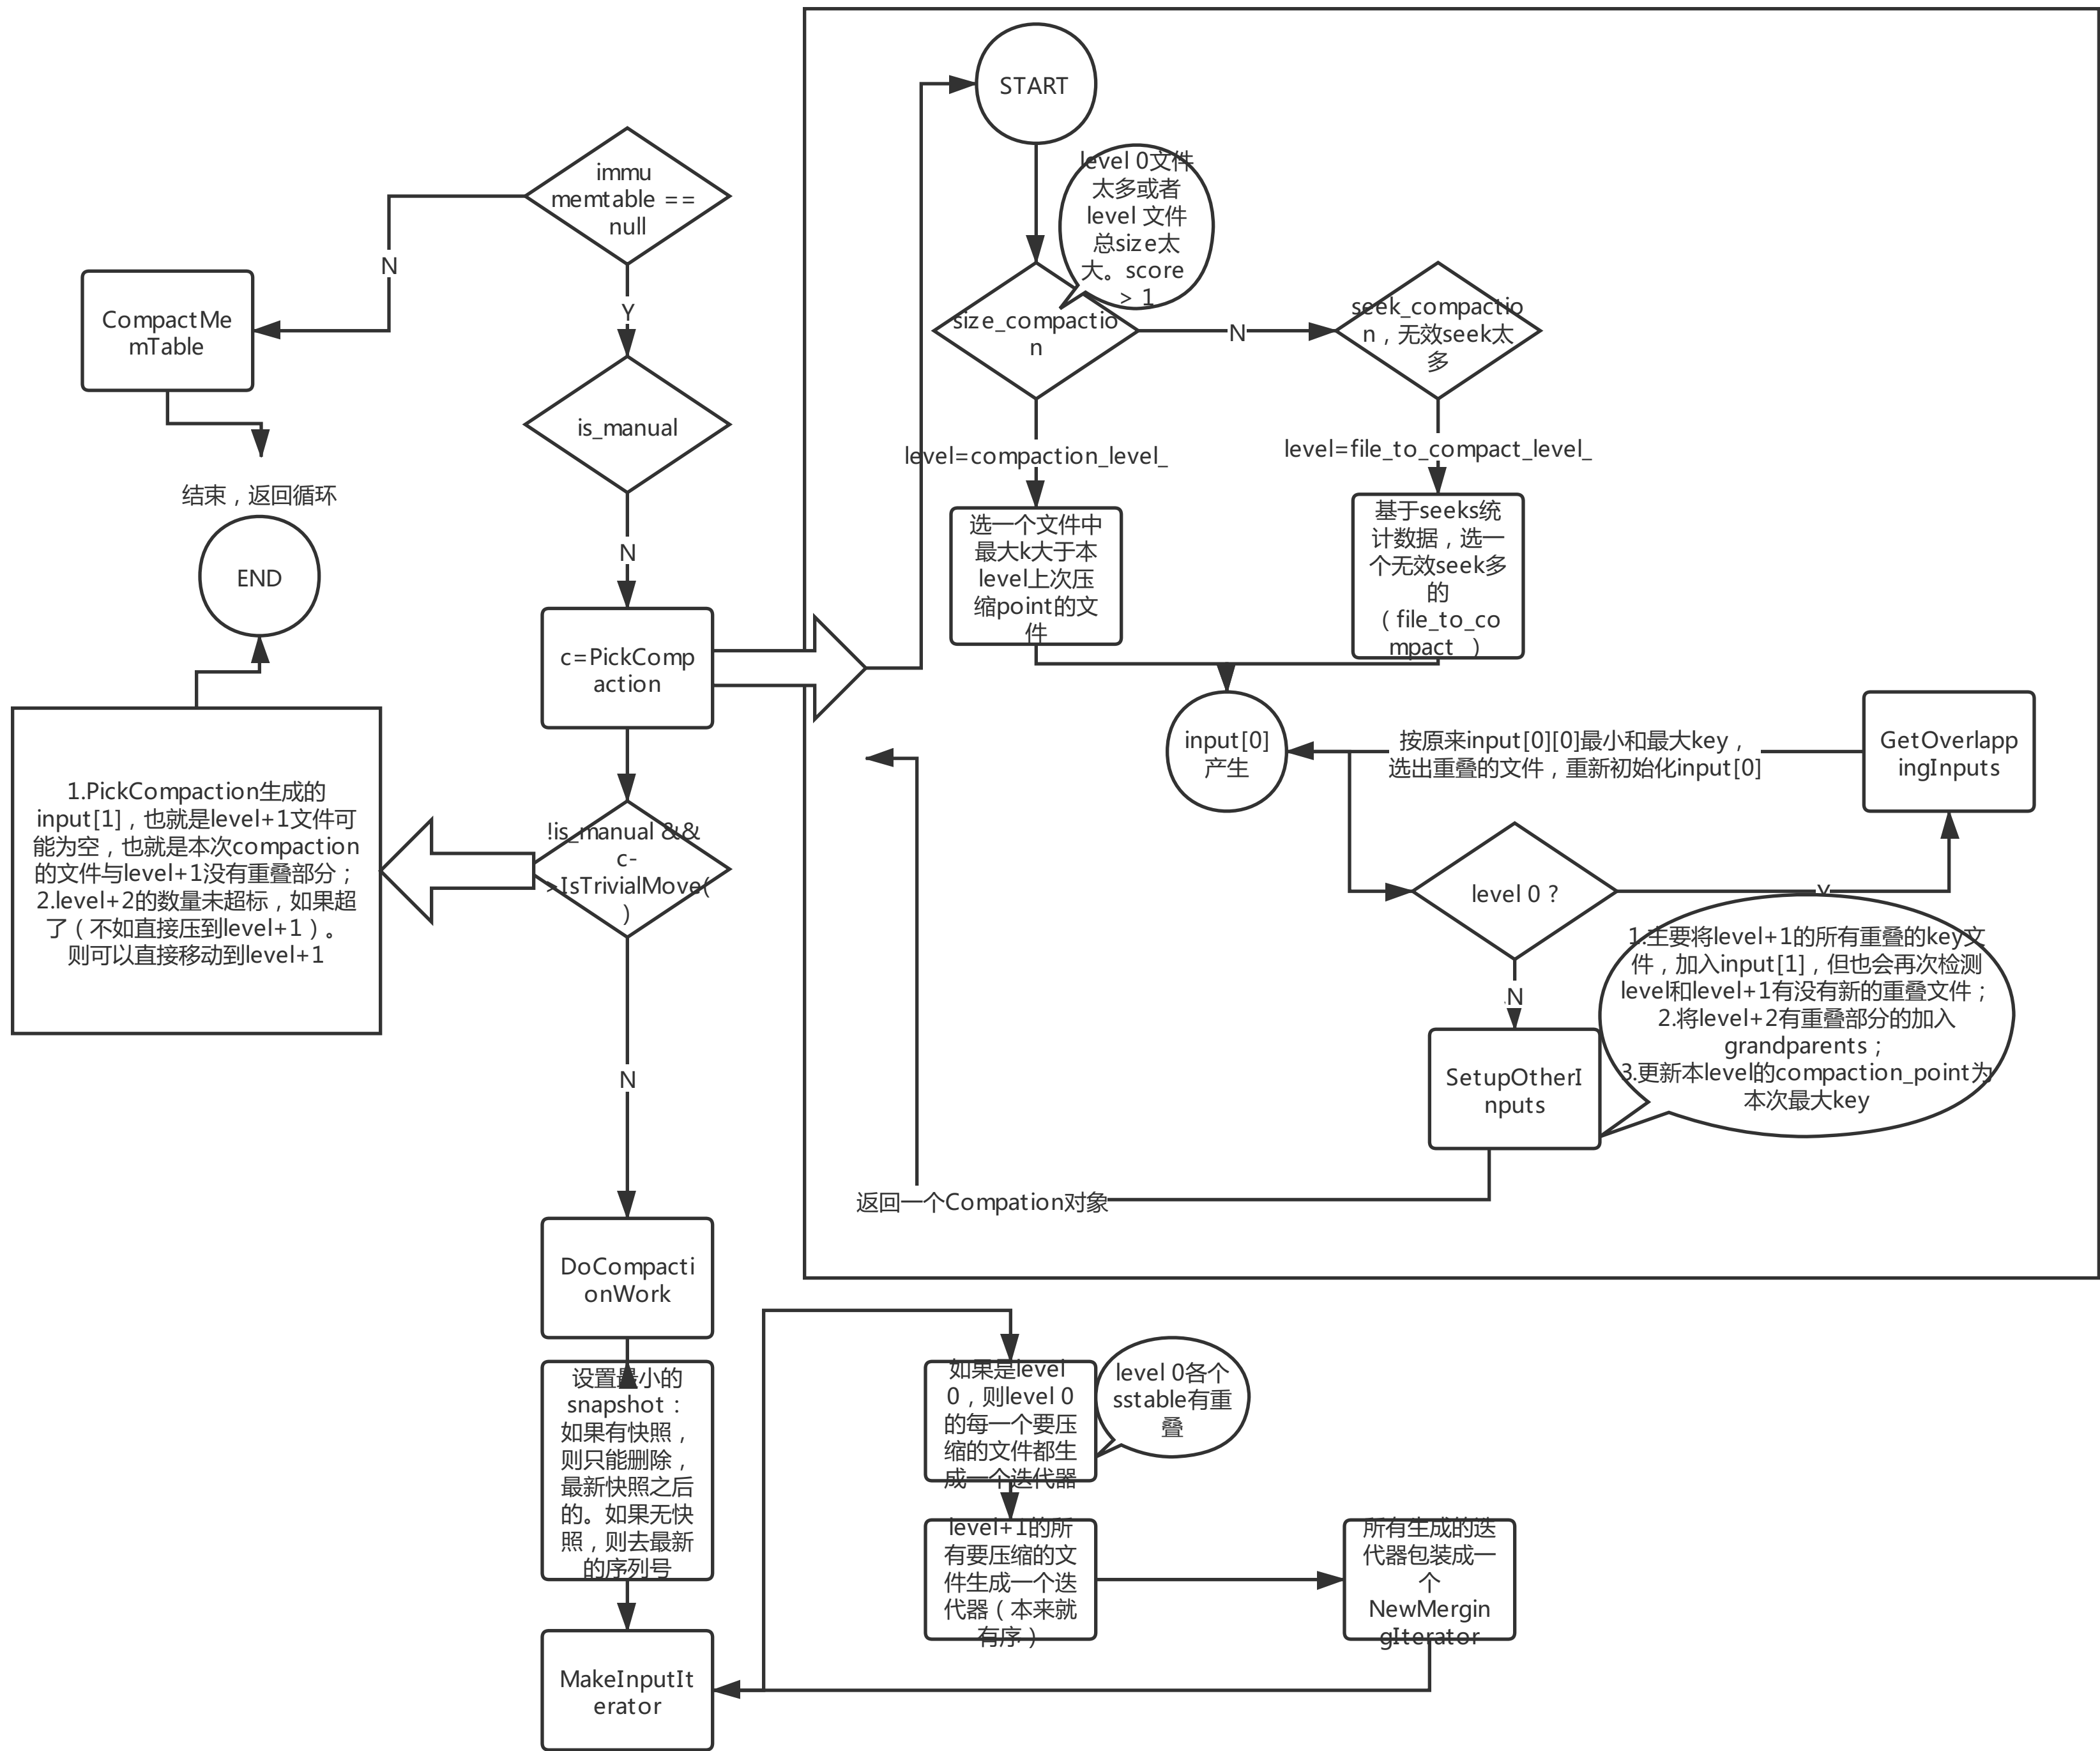 START
immu
memtable ==
null
N
Y
CompactMe
mTable
结束，返回循环
END
is_manual
N
c=PickComp
action
1.PickCompaction生成的
input[1]，也就是level+1文件可
能为空，也就是本次compaction
的文件与level+1没有重叠部分；
2.level+2的数量未超标，如果超
了（不如直接压到level+1）。
则可以直接移动到level+1
!is_manual &&
c-
>IsTrivialMove(
)
N
DoCompacti
onWork
设置最小的
snapshot：
如果有快照，
则只能删除，
最新快照之后
的。如果无快
照，则去最新
的序列号
MakeInputIt
erator
level 0文件
太多或者
level 文件
总size太
大。score
> 1
size_compactio
n
N
seek_compactio
n，无效seek太
多
level=compaction_level_
level=file_to_compact_level_
选一个文件中
最大k大于本
level上次压
缩point的文
件
基于seeks统
计数据，选一
个无效seek多
的
（file_to_co
mpact_）
input[0]
产生
按原来input[0][0]最小和最大key，
选出重叠的文件，重新初始化input[0]
GetOverlapp
ingInputs
level 0？
Y
N
1.主要将level+1的所有重叠的key文
件，加入input[1]，但也会再次检测
level和level+1有没有新的重叠文件；
2.将level+2有重叠部分的加入
grandparents；
3.更新本level的compaction_point为
本次最大key
SetupOtherI
nputs
返回一个Compation对象
如果是level
0，则level 0
的每一个要压
缩的文件都生
成一个迭代器
level 0各个
sstable有重
叠
level+1的所
有要压缩的文
件生成一个迭
代器（本来就
有序）
所有生成的迭
代器包装成一
个
NewMergin
gIterator